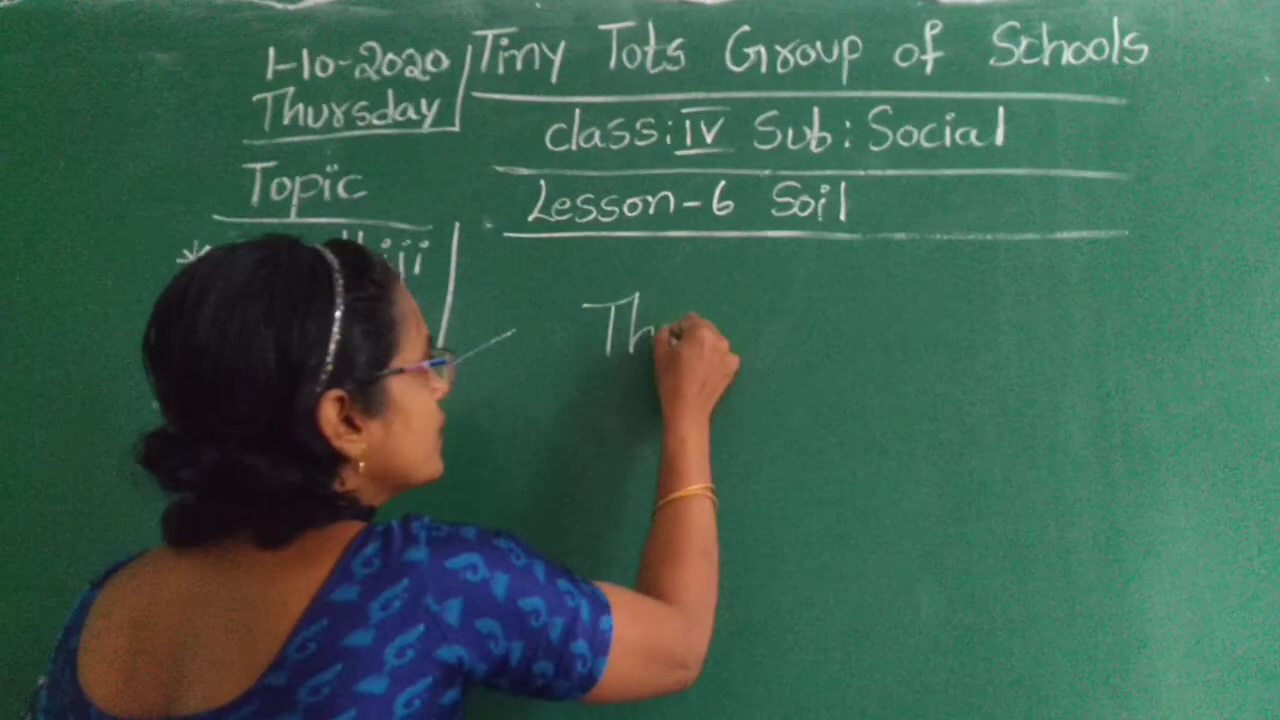 1-10-2020
Thursday
Tiny Tots Group of Schools
class: IV Sub: Social
Topic
Lesson-6 Soil
Th